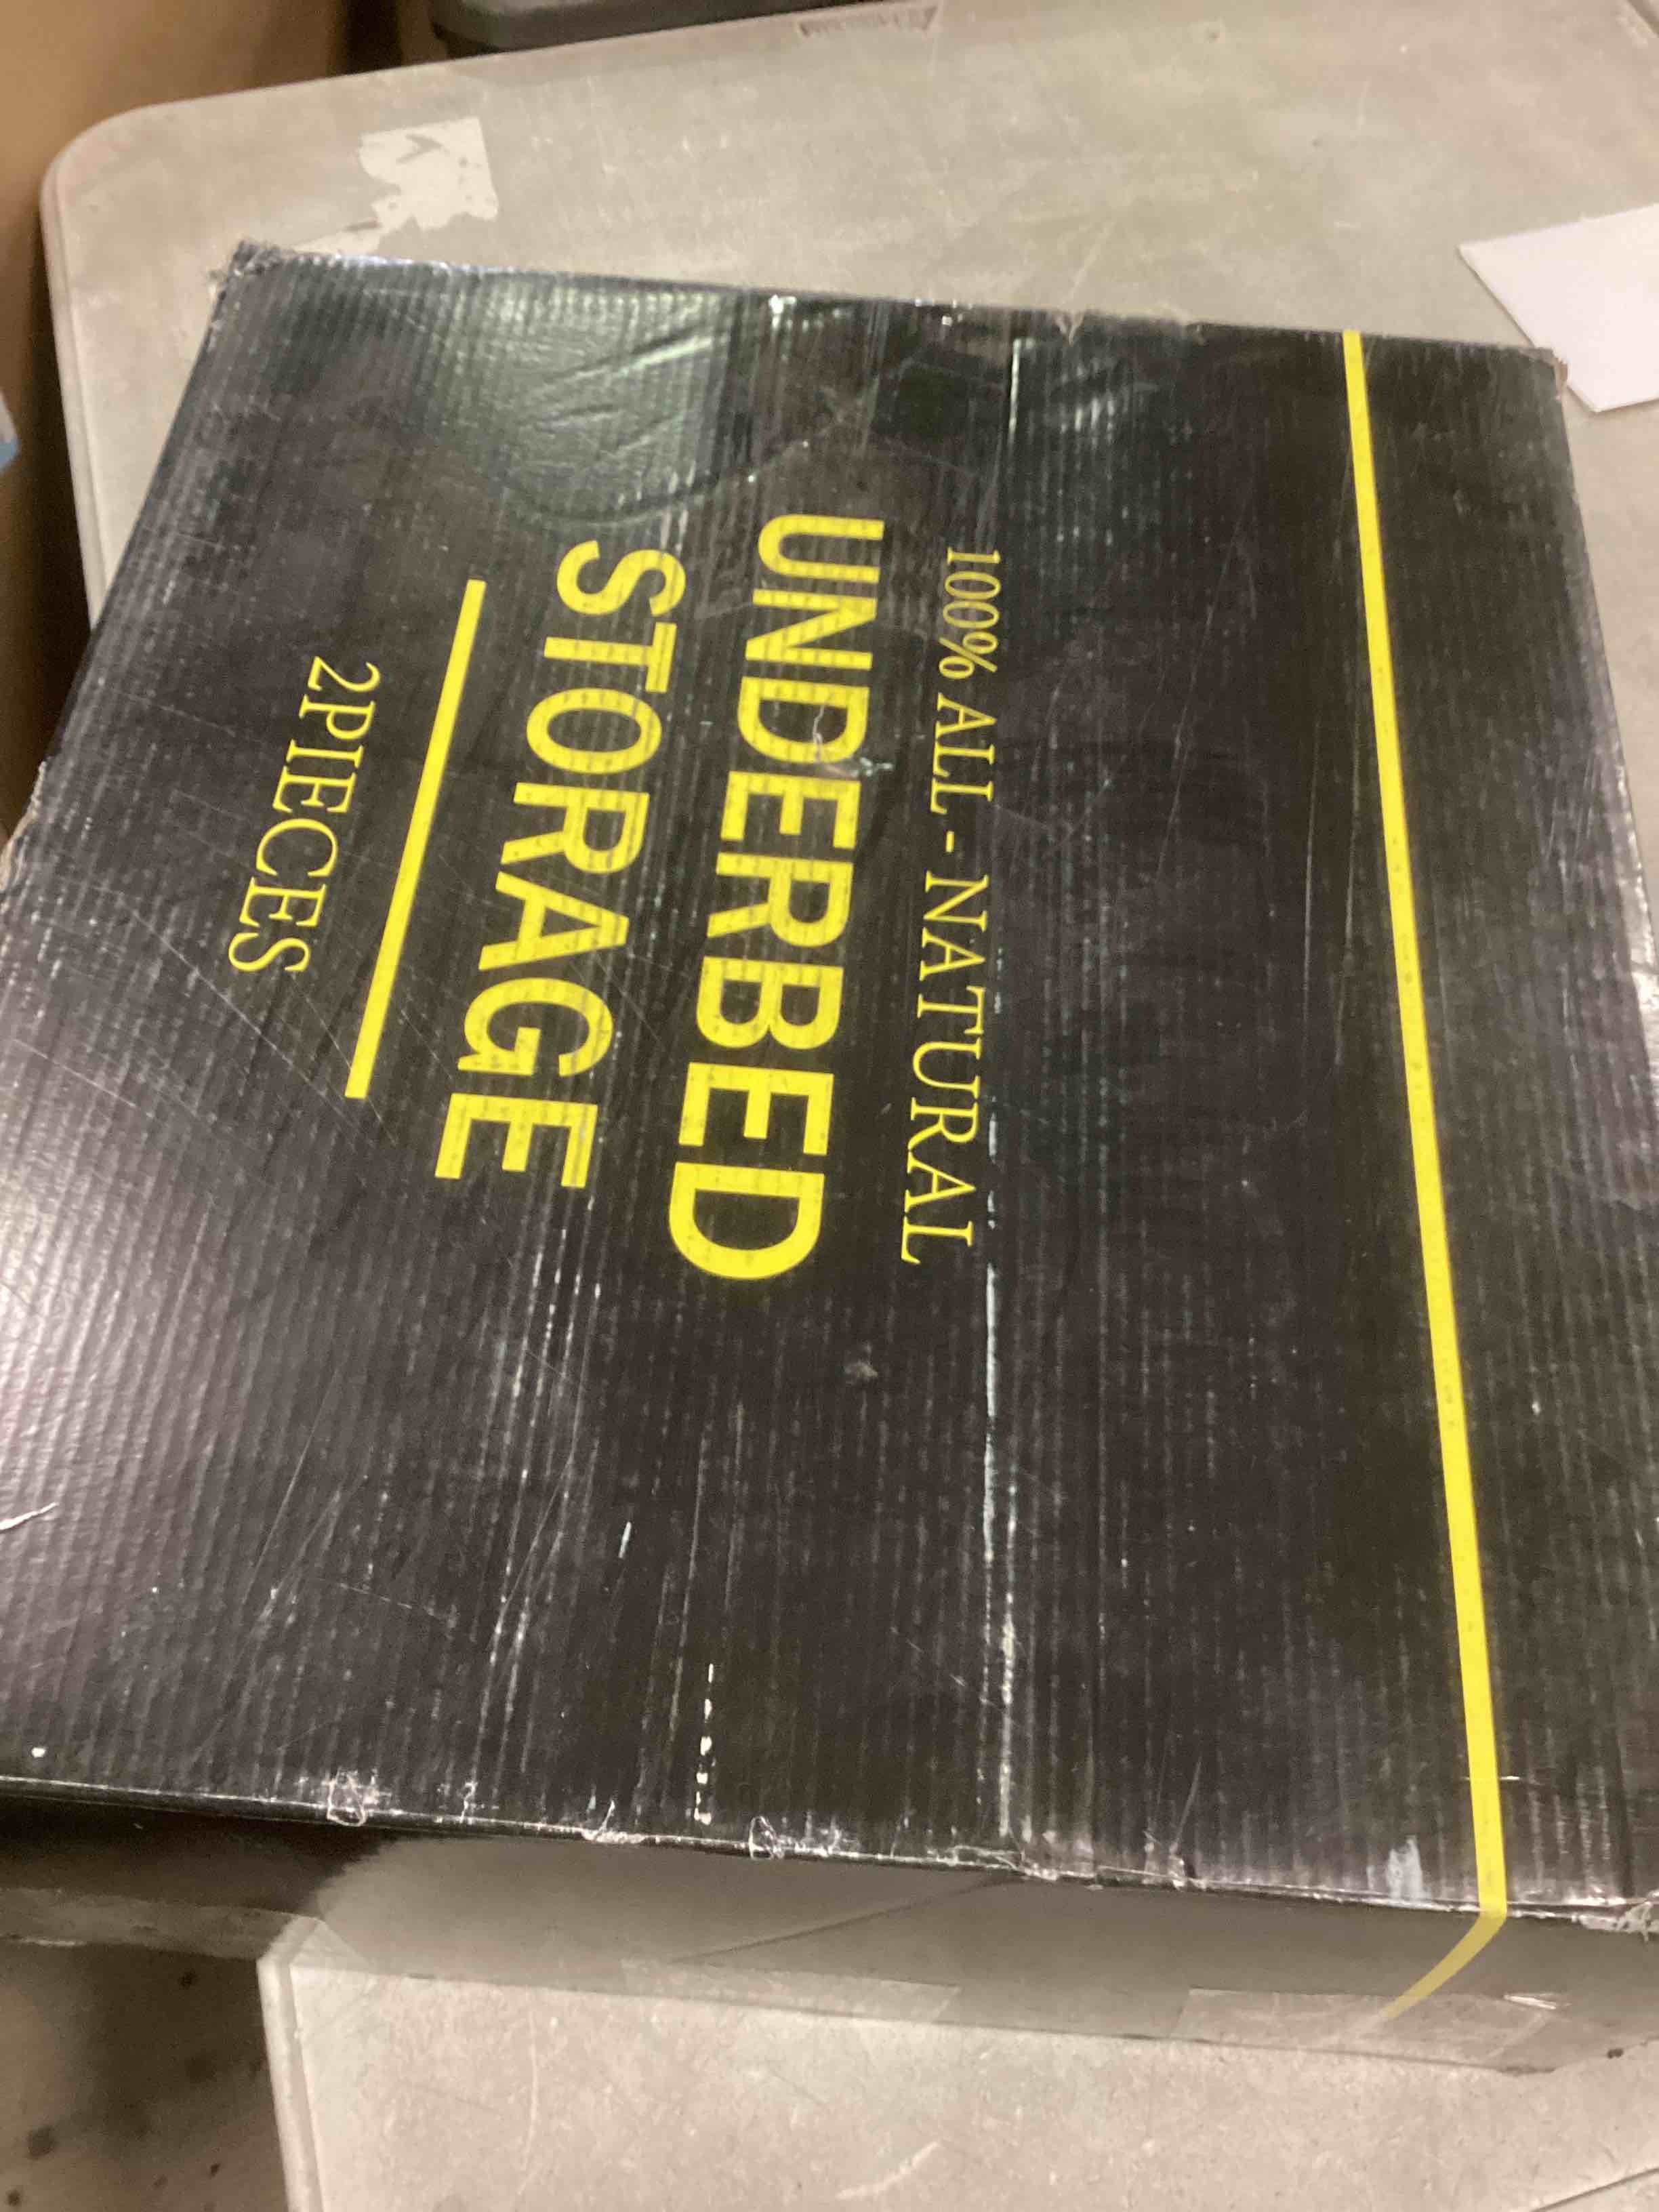 100% ALL-NATURAL
UNDERBED
STORAGE
2PIECES